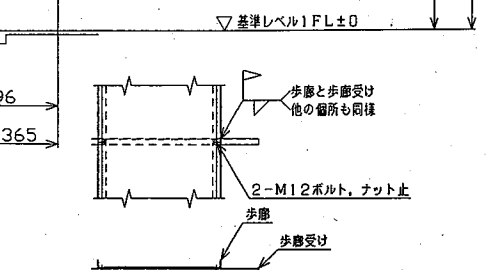 基準レベル1FL±0
96
歩廊と歩廊受け
他の個所も同様
365
2-M12ボルト，ナット止
歩廊
歩廊受け